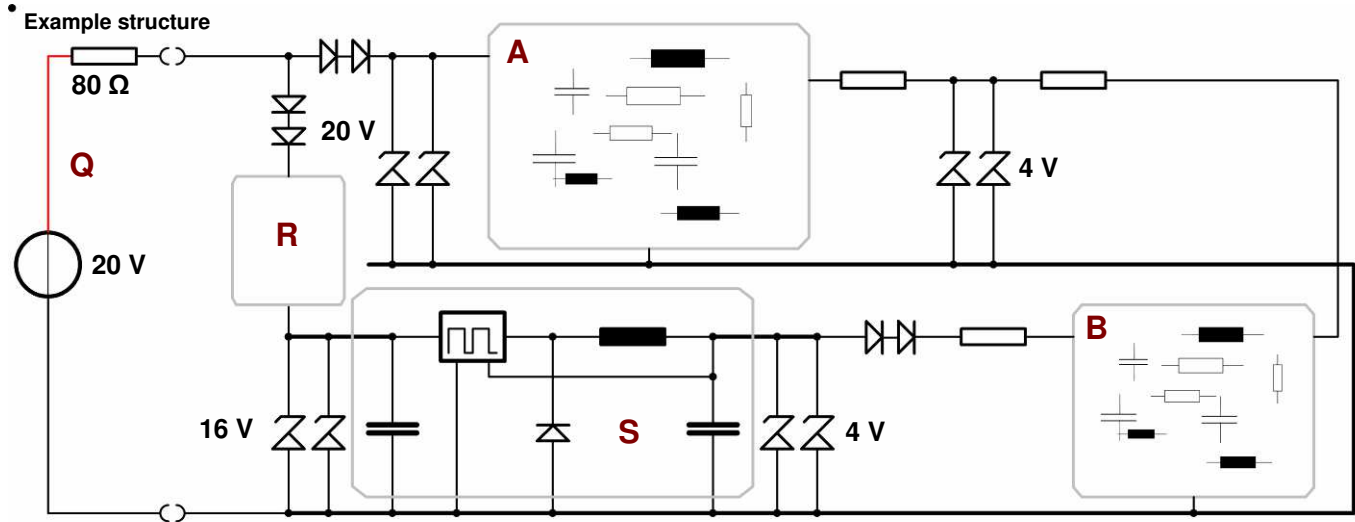 Example structure
A
80 Ω
20 V
Q
4 V
R
20 V
B
16 V
S
4 V